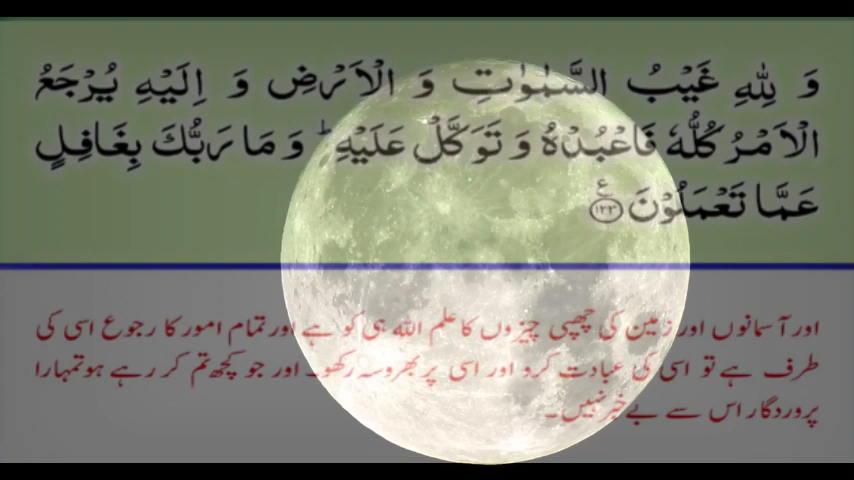 وَ لِلّٰهِ غَيْبُ السَّمٰوٰتِ وَ الْاَرْضِ وَ اِلَيْهِ يُرْجَعُ
الْاَمْرُ كُلُّهٗ فَاعْبُدْهُ وَ تَوَكَّلْ عَلَيْهِ ؕ وَ مَا رَبُّكَ بِغَافِلٍ
عَمَّا تَعْمَلُوْنَ ﴿۱۲۳﴾ ع
اور آسمانوں اور زمین کی چھپی چیزوں کا علم اللہ ہی کو ہے اور تمام امور کا رجوع اسی کی
طرف ہے تو اسی کی عبادت کرو اور اسی پر بھروسہ رکھو۔ اور جو کچھ تم کر رہے ہو تمہارا
پروردگار اس سے بے خبر نہیں۔